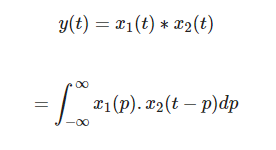 y(t) = x₁(t) * x₂(t)
= ∫_{-∞}^{∞} x₁(p). x₂(t − p)dp